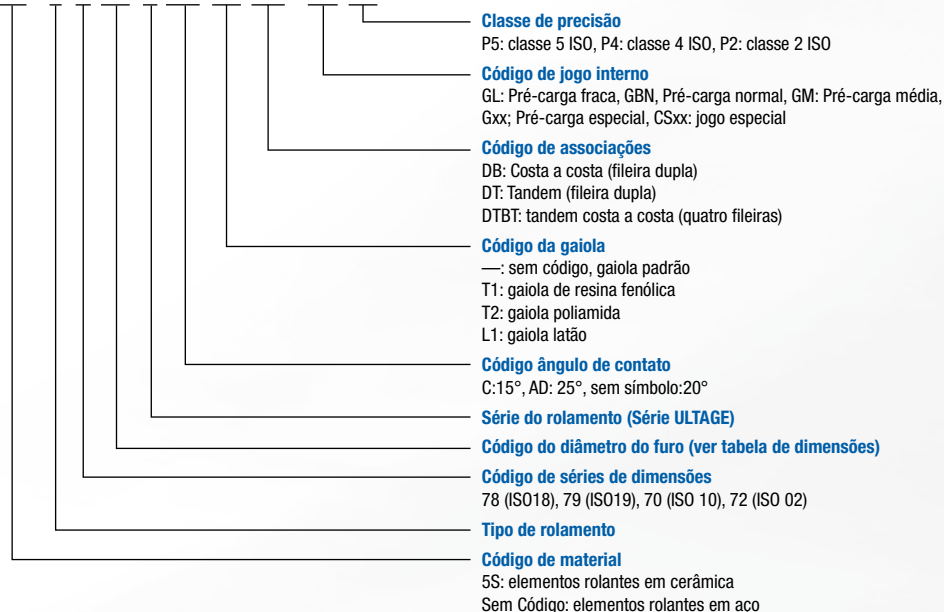 Classe de precisão
P5: classe 5 ISO, P4: classe 4 ISO, P2: classe 2 ISO
Código de jogo interno
GL: Pré-carga fraca, GBN, Pré-carga normal, GM: Pré-carga média,
Gxx; Pré-carga especial, CSxx: jogo especial
Código de associações
DB: Costa a costa (fileira dupla)
DT: Tandem (fileira dupla)
DTBT: tandem costa a costa (quatro fileiras)
Código da gaiola
—: sem código, gaiola padrão
T1: gaiola de resina fenólica
T2: gaiola poliamida
L1: gaiola latão
Código ângulo de contato
C:15°, AD: 25°, sem símbolo:20°
Série do rolamento (Série ULTAGE)
Código do diâmetro do furo (ver tabela de dimensões)
Código de séries de dimensões
78 (ISO18), 79 (ISO19), 70 (ISO 10), 72 (ISO 02)
Tipo de rolamento
Código de material
5S: elementos rolantes em cerâmica
Sem Código: elementos rolantes em aço